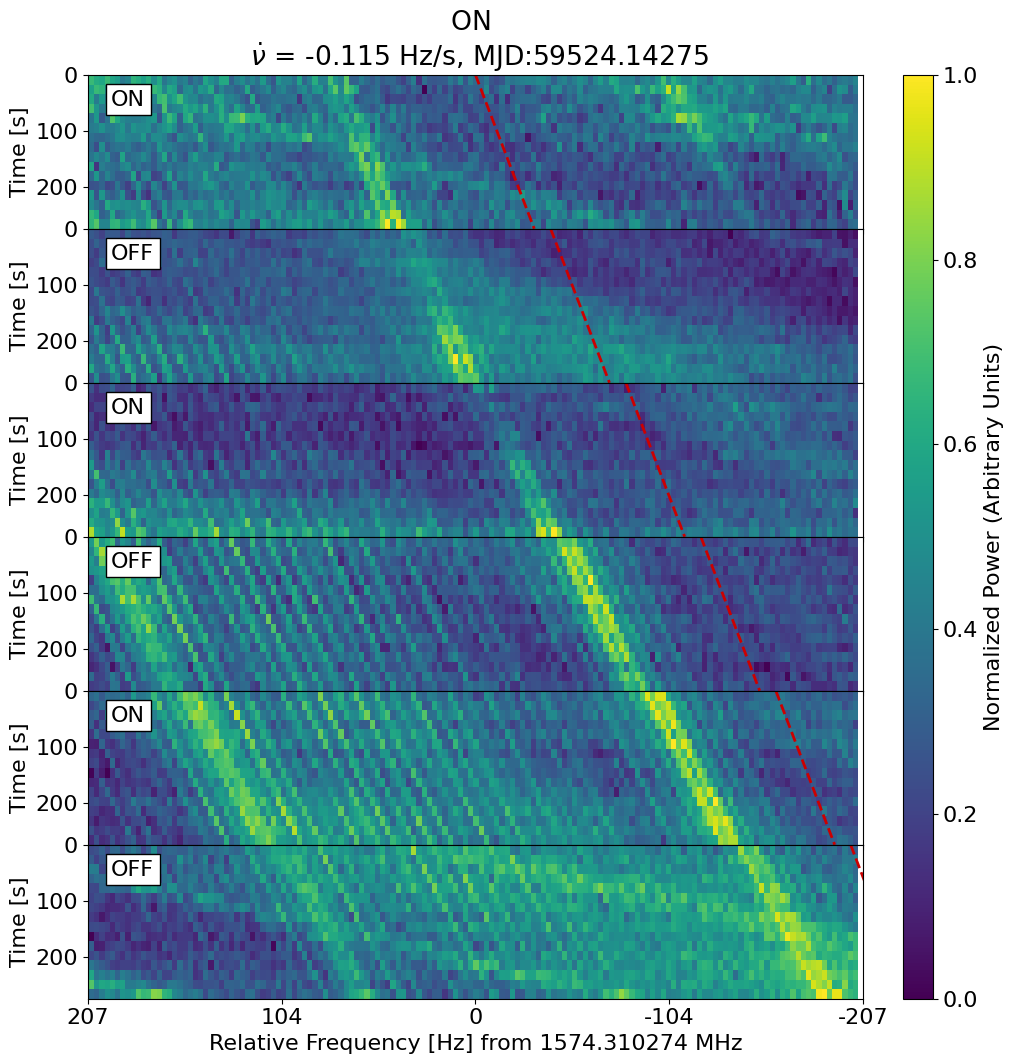 ON
ν̇ = -0.115 Hz/s, MJD:59524.14275
ON
OFF
ON
OFF
ON
OFF
0
100
200
0
100
200
0
100
200
0
100
200
0
100
200
0
100
200
Time [s]
Time [s]
Time [s]
Time [s]
Time [s]
Time [s]
207 104 0 -104 -207
Relative Frequency [Hz] from 1574.310274 MHz
1.0
0.8
0.6
0.4
0.2
0.0
Normalized Power (Arbitrary Units)